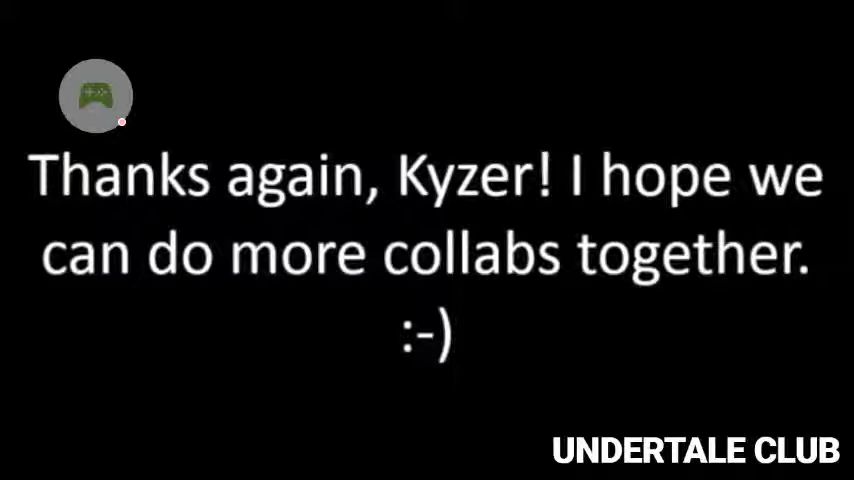 Thanks again, Kyzer! I hope we
can do more collabs together.
:-)
UNDERTALE CLUB